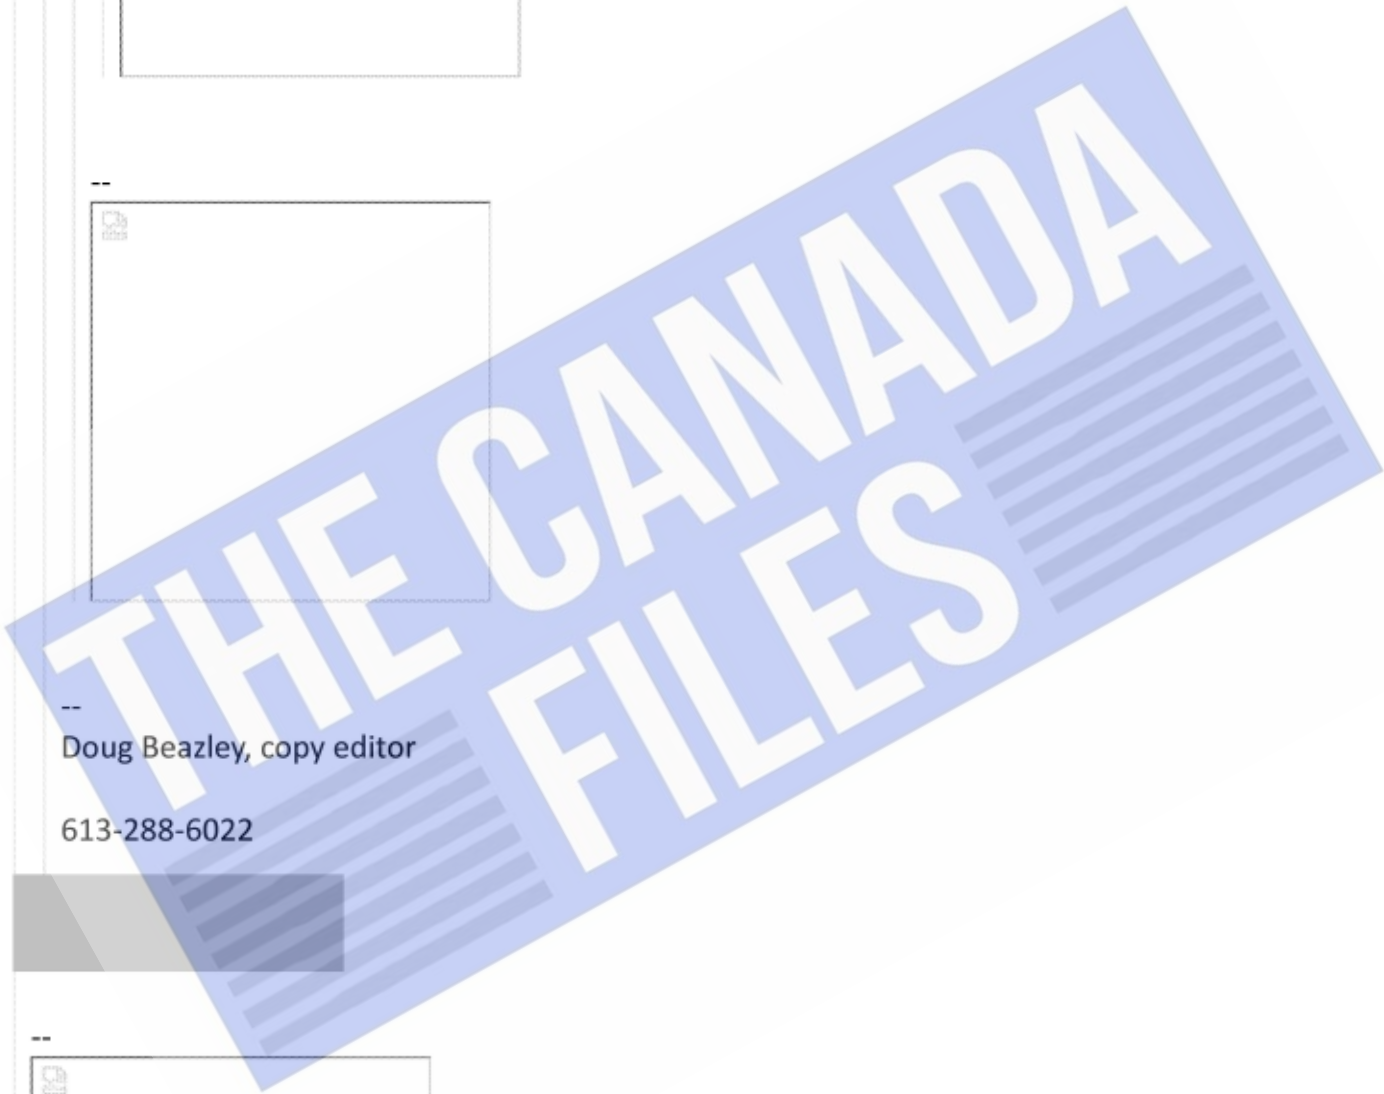 --
THE CANADA
FILES
--
Doug Beazley, copy editor
613-288-6022
--